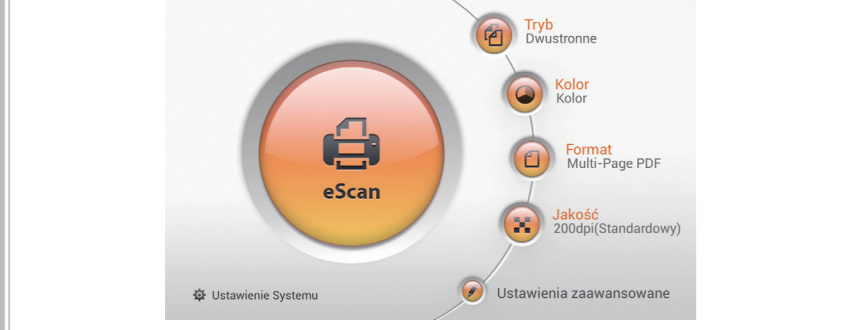 Tryb
Dwustronne
Kolor
Kolor
Format
Multi-Page PDF
eScan
Jakość
200dpi(Standardowy)
Ustawienie Systemu
Ustawienia zaawansowane